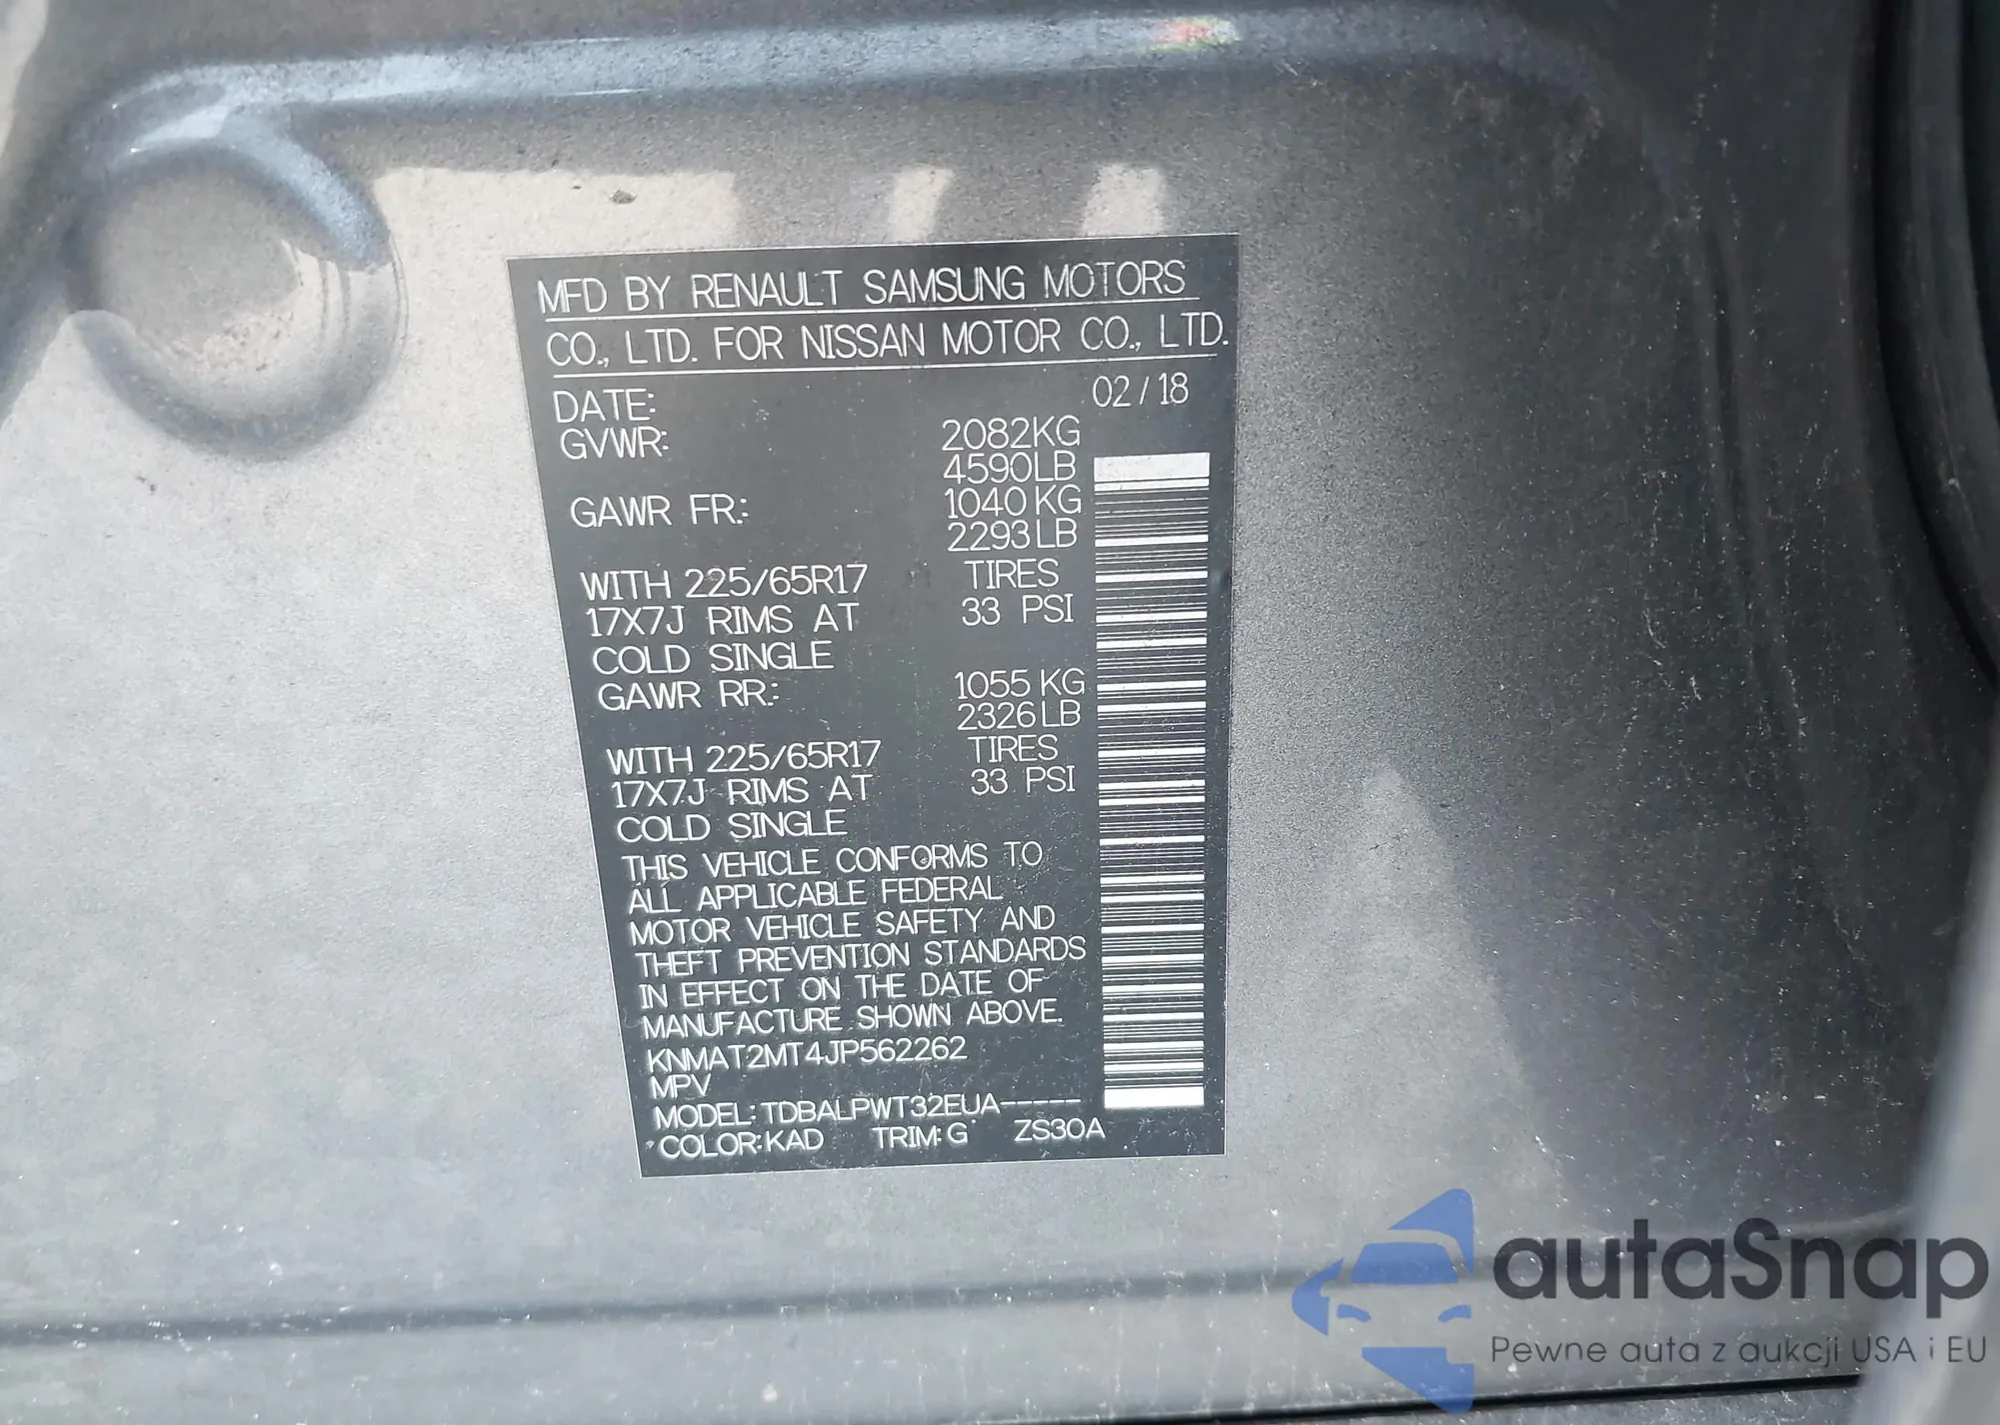 MFD BY RENAULT SAMSUNG MOTORS
CO., LTD. FOR NISSAN MOTOR CO., LTD.
DATE: 02 / 18
GVWR: 2082KG
4590LB
GAWR FR.: 1040 KG
2293LB
WITH 225/65R17 TIRES
17X7J RIMS AT 33 PSI
COLD SINGLE
GAWR RR.: 1055 KG
2326LB
WITH 225/65R17 TIRES
17X7J RIMS AT 33 PSI
COLD SINGLE
THIS VEHICLE CONFORMS TO
ALL APPLICABLE FEDERAL
MOTOR VEHICLE SAFETY AND
THEFT PREVENTION STANDARDS
IN EFFECT ON THE DATE OF
MANUFACTURE SHOWN ABOVE.
KNMAT2MT4JP562262
MPV
MODEL: TDBALPWT32EUA-----
COLOR: KAD TRIM: G ZS30A
autaSnap
Pewne auta z aukcji USA i EU